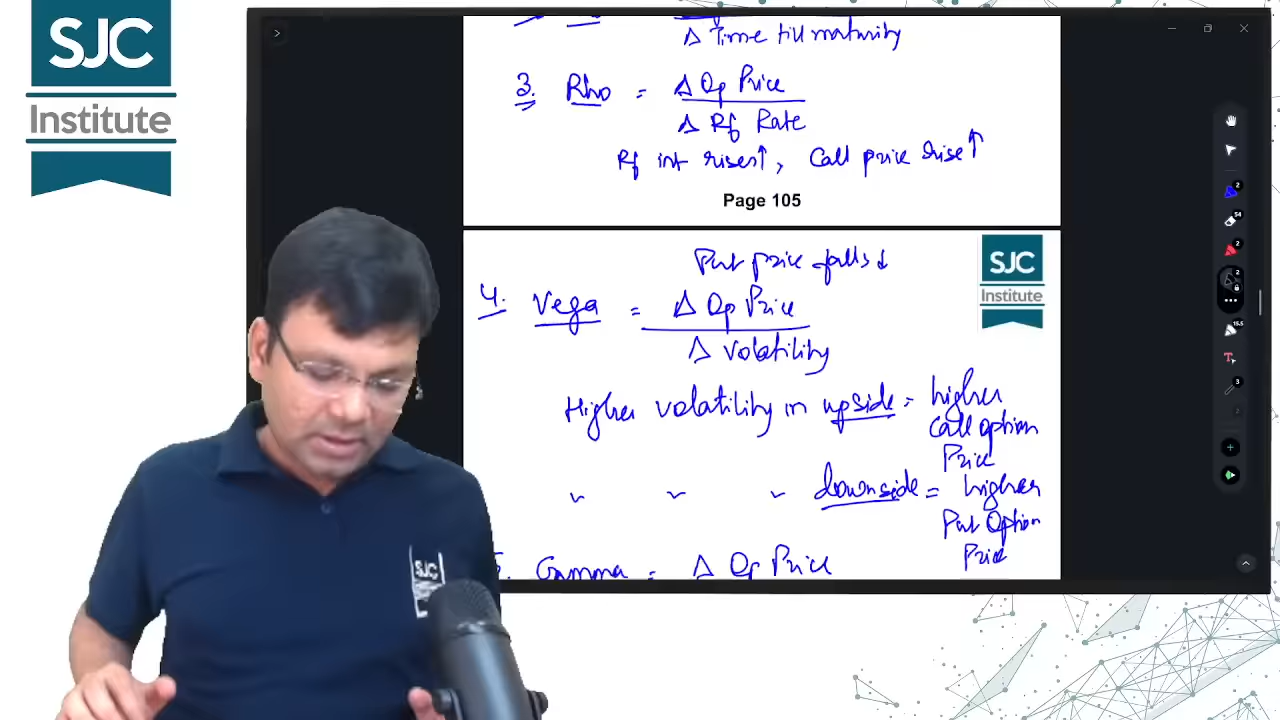 SJC
Institute
Δ Time till maturity
3. Rho = Δ Op Price
Δ Rf Rate
Rf int rises↑, Call price rise↑
Page 105
SJC
Institute
Put price falls↓
4. Vega = Δ Op Price
Δ volatility
Higher volatility in upside = higher
Call option
Price
〃 〃 〃 downside = higher
Put Option
Price
5. Gamma = Δ Op Price
SJC